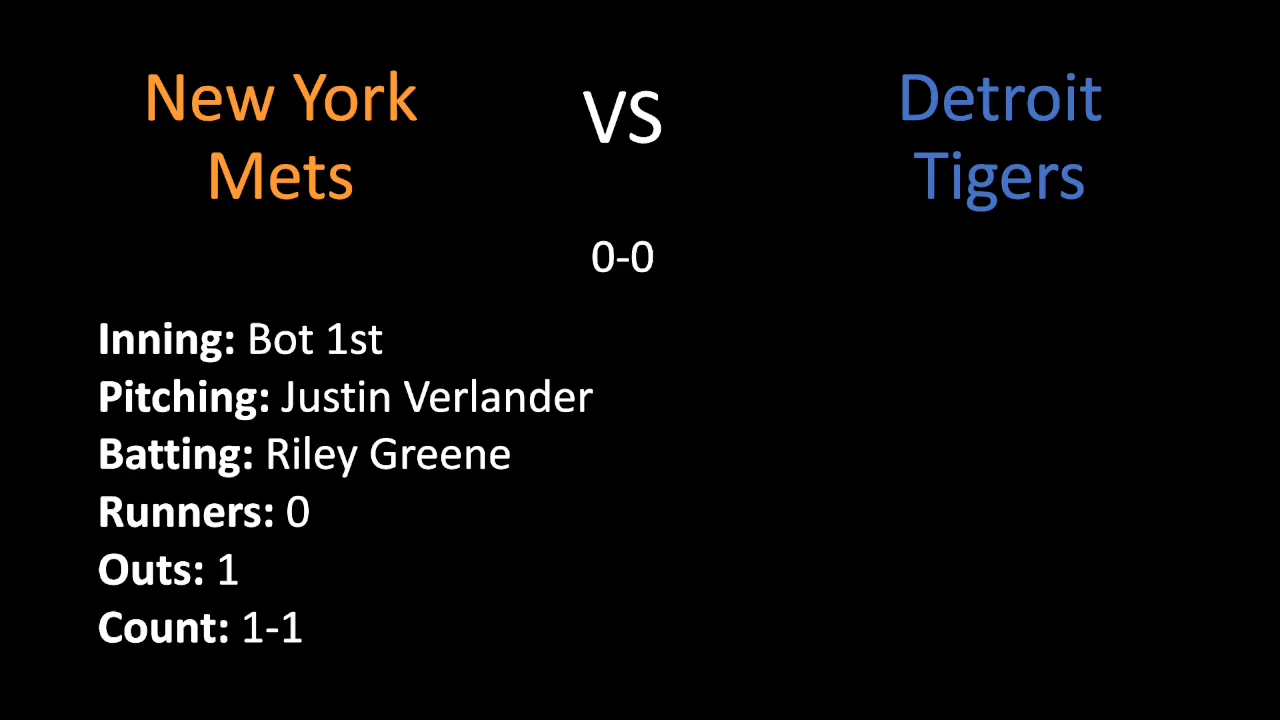 New York
Mets
VS
Detroit
Tigers
0-0
Inning: Bot 1st
Pitching: Justin Verlander
Batting: Riley Greene
Runners: 0
Outs: 1
Count: 1-1